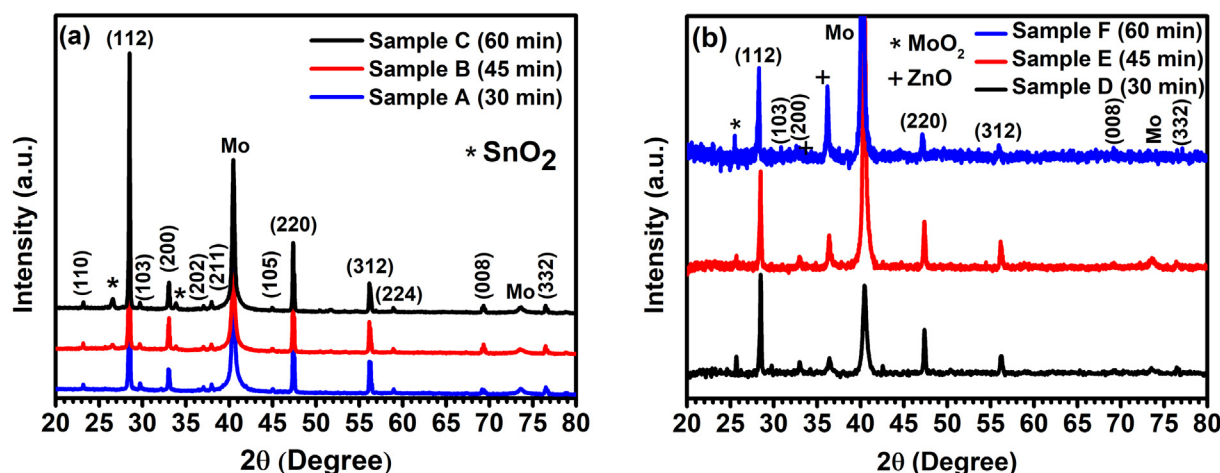 (a)
Sample C (60 min)
Sample B (45 min)
Sample A (30 min)
* SnO2
(110)
*
(112)
(103)
(200)
*
(202)
(211)
Mo
(105)
(220)
(312)
(224)
(008)
Mo
(332)
Intensity (a.u.)
20 25 30 35 40 45 50 55 60 65 70 75 80
2θ (Degree)
(b)
Sample F (60 min)
Sample E (45 min)
Sample D (30 min)
* MoO2
+ ZnO
*
(112)
(103)
(200)
+
+
Mo
(220)
(312)
(008)
Mo
(332)
Intensity (a.u.)
20 25 30 35 40 45 50 55 60 65 70 75 80
2θ (Degree)